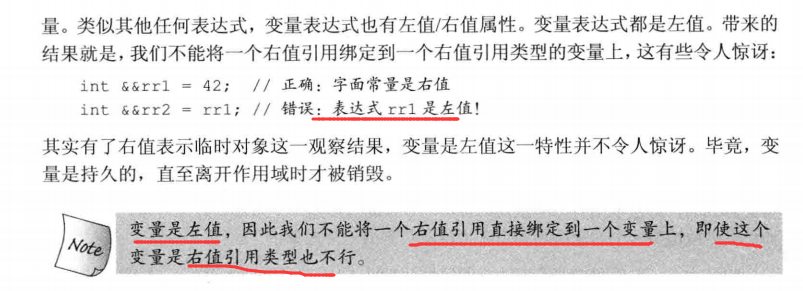 量。类似其他任何表达式，变量表达式也有左值/右值属性。变量表达式都是左值。带来的
结果就是，我们不能将一个右值引用绑定到一个右值引用类型的变量上，这有些令人惊讶：
int &&rr1 = 42; // 正确：字面常量是右值
int &&rr2 = rr1; // 错误：表达式 rr1 是左值！
其实有了右值表示临时对象这一观察结果，变量是左值这一特性并不令人惊讶。毕竟，变
量是持久的，直至离开作用域时才被销毁。
Note
变量是左值，因此我们不能将一个右值引用直接绑定到一个变量上，即使这个
变量是右值引用类型也不行。